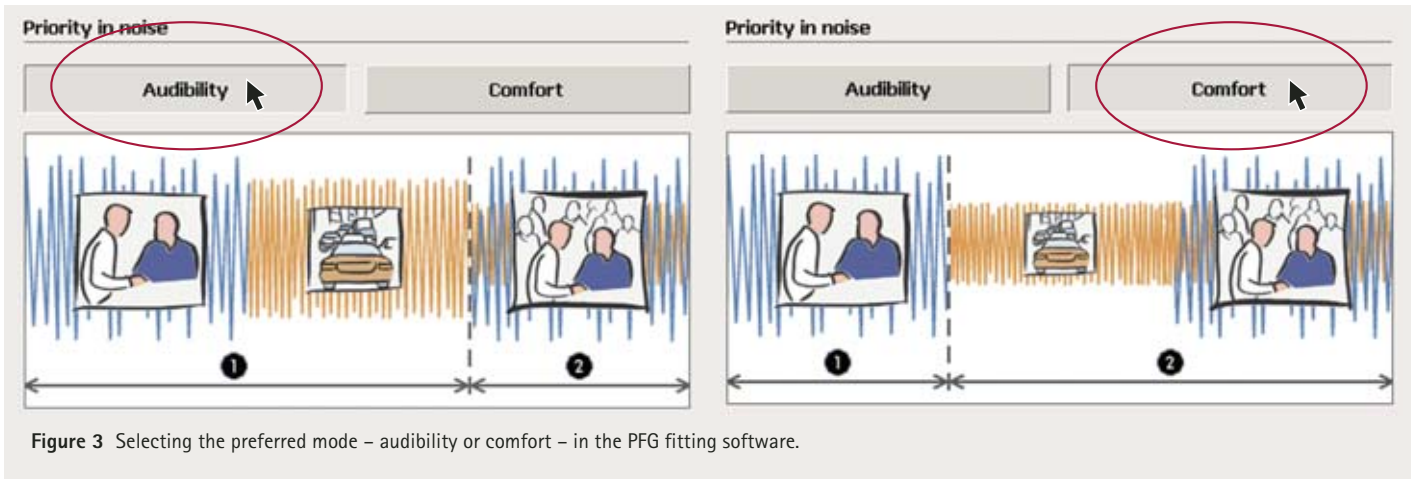 Priority in noise
Audibility
Comfort
1
2
Priority in noise
Audibility
Comfort
1
2
Figure 3 Selecting the preferred mode – audibility or comfort – in the PFG fitting software.